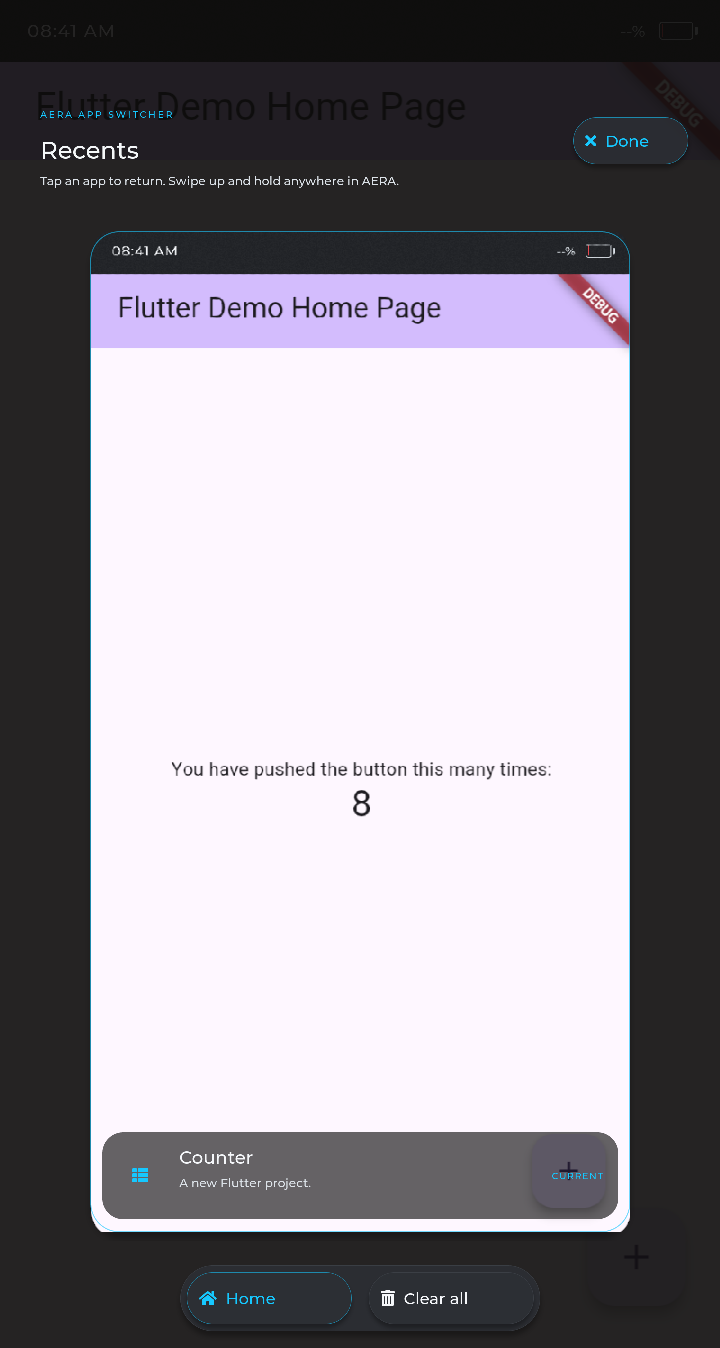 08:41 AM --%
Flutter Demo Home Page
DEBUG
AERA APP SWITCHER
Recents
Tap an app to return. Swipe up and hold anywhere in AERA.
Done
08:41 AM --%
Flutter Demo Home Page
DEBUG
You have pushed the button this many times:
8
Counter
A new Flutter project.
CURRENT
Home
Clear all